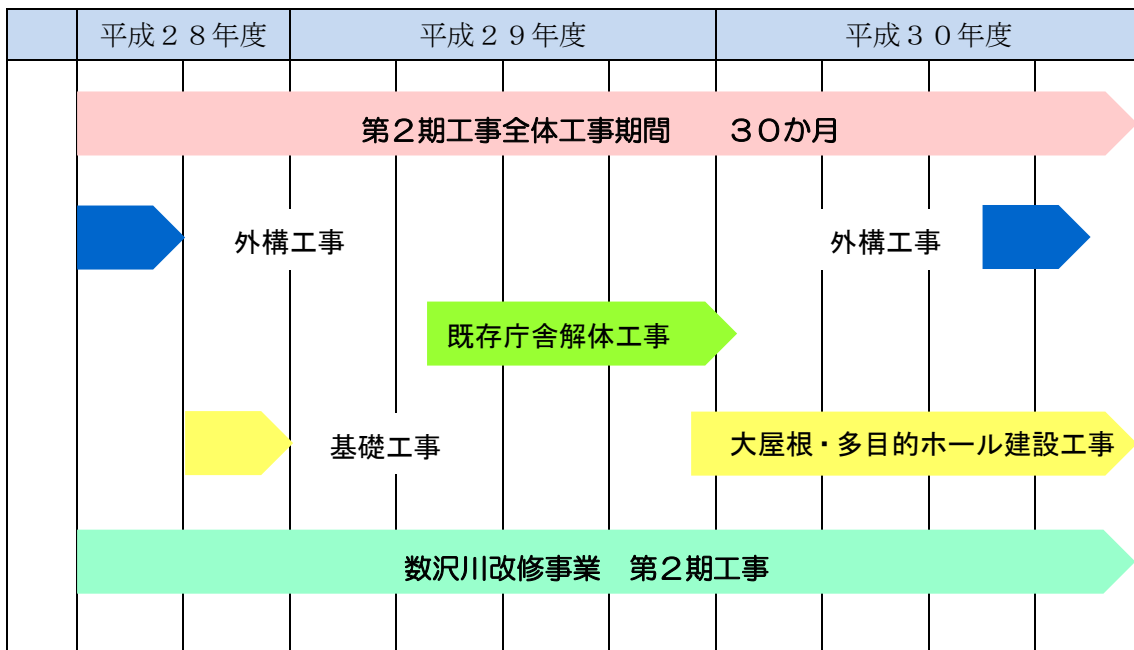 平成２８年度
平成２９年度
平成３０年度
第２期工事全体工事期間　　３０か月
外構工事
外構工事
既存庁舎解体工事
基礎工事
大屋根・多目的ホール建設工事
数沢川改修事業　第２期工事